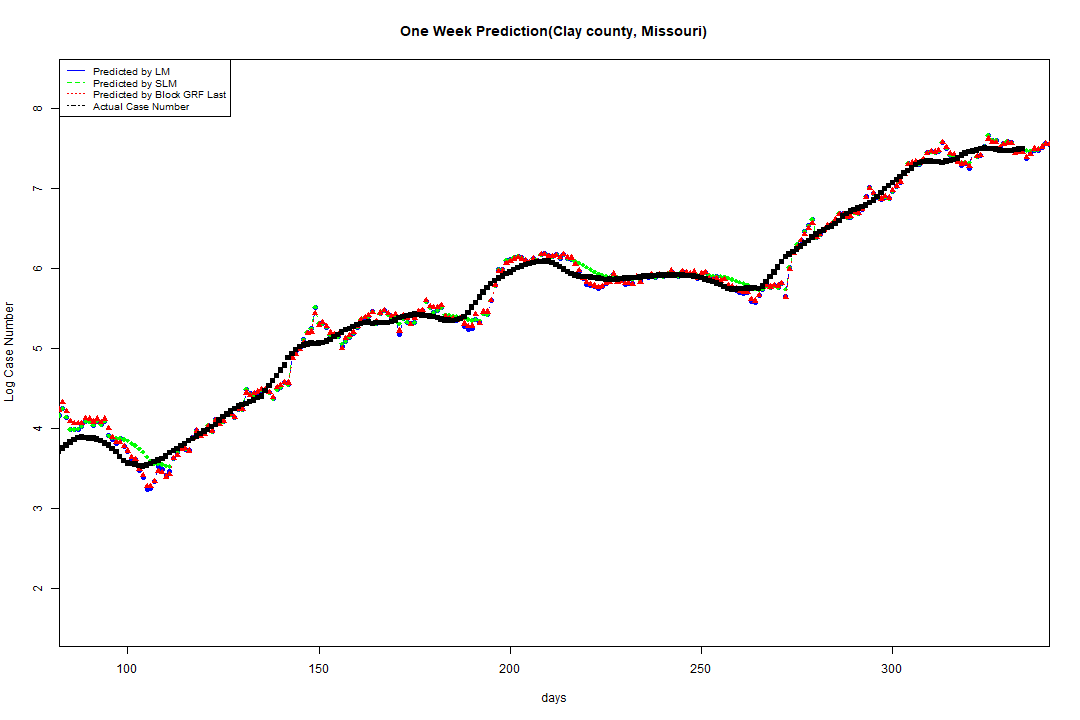 One Week Prediction(Clay county, Missouri)
Predicted by LM
Predicted by SLM
Predicted by Block GRF Last
Actual Case Number
8
7
6
5
4
3
2
Log Case Number
100 150 200 250 300
days